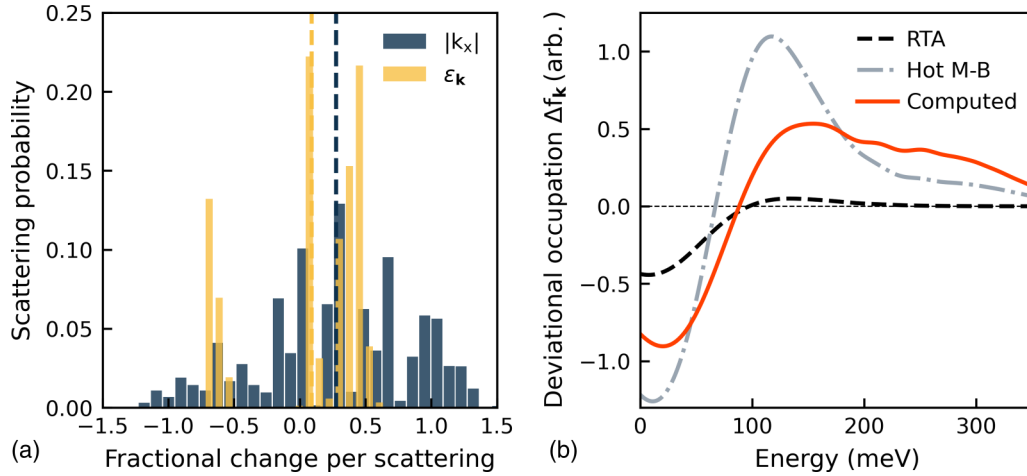 0.25
0.20
0.15
0.10
0.05
0.00
Scattering probability
|kₓ|
εₖ
−1.5 −1.0 −0.5 0.0 0.5 1.0 1.5
Fractional change per scattering
(a)
1.0
0.5
0.0
−0.5
−1.0
Deviational occupation Δfₖ (arb.)
RTA
Hot M-B
Computed
0 100 200 300
Energy (meV)
(b)